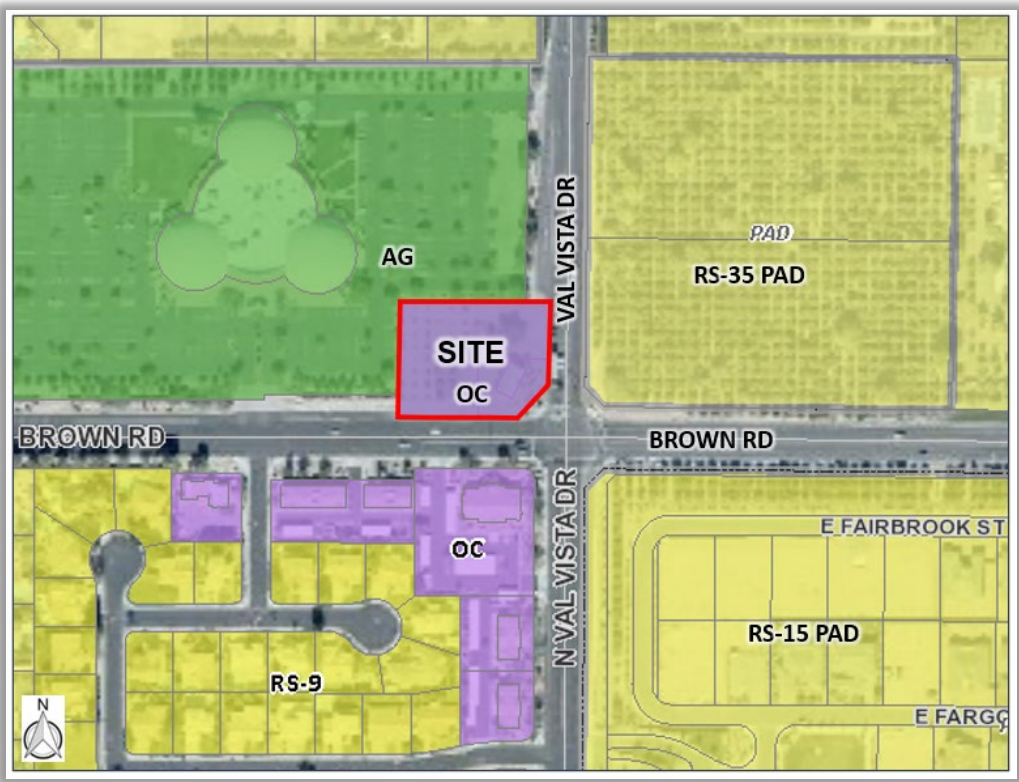 VAL VISTA DR
PAD
AG
RS-35 PAD
SITE
OC
BROWN RD
BROWN RD
E FAIRBROOK ST
OC
N VAL VISTA DR
RS-15 PAD
RS-9
E FARGO
N